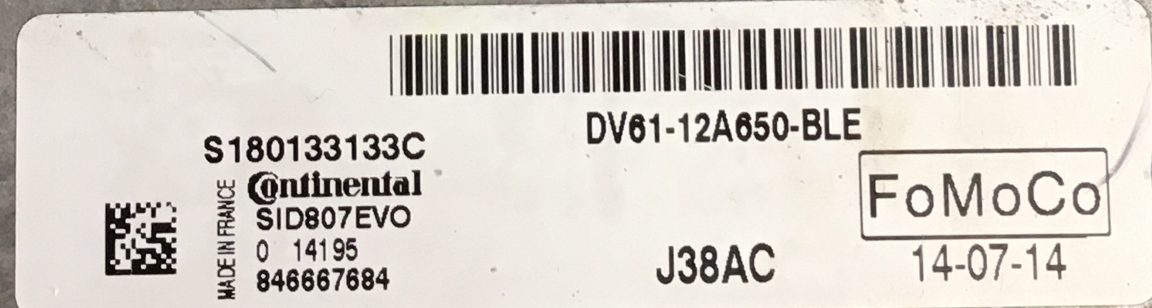 DV61-12A650-BLE
S180133133C
Continental
SID807EVO
0 14195
846667684
MADE IN FRANCE
J38AC
FoMoCo
14-07-14